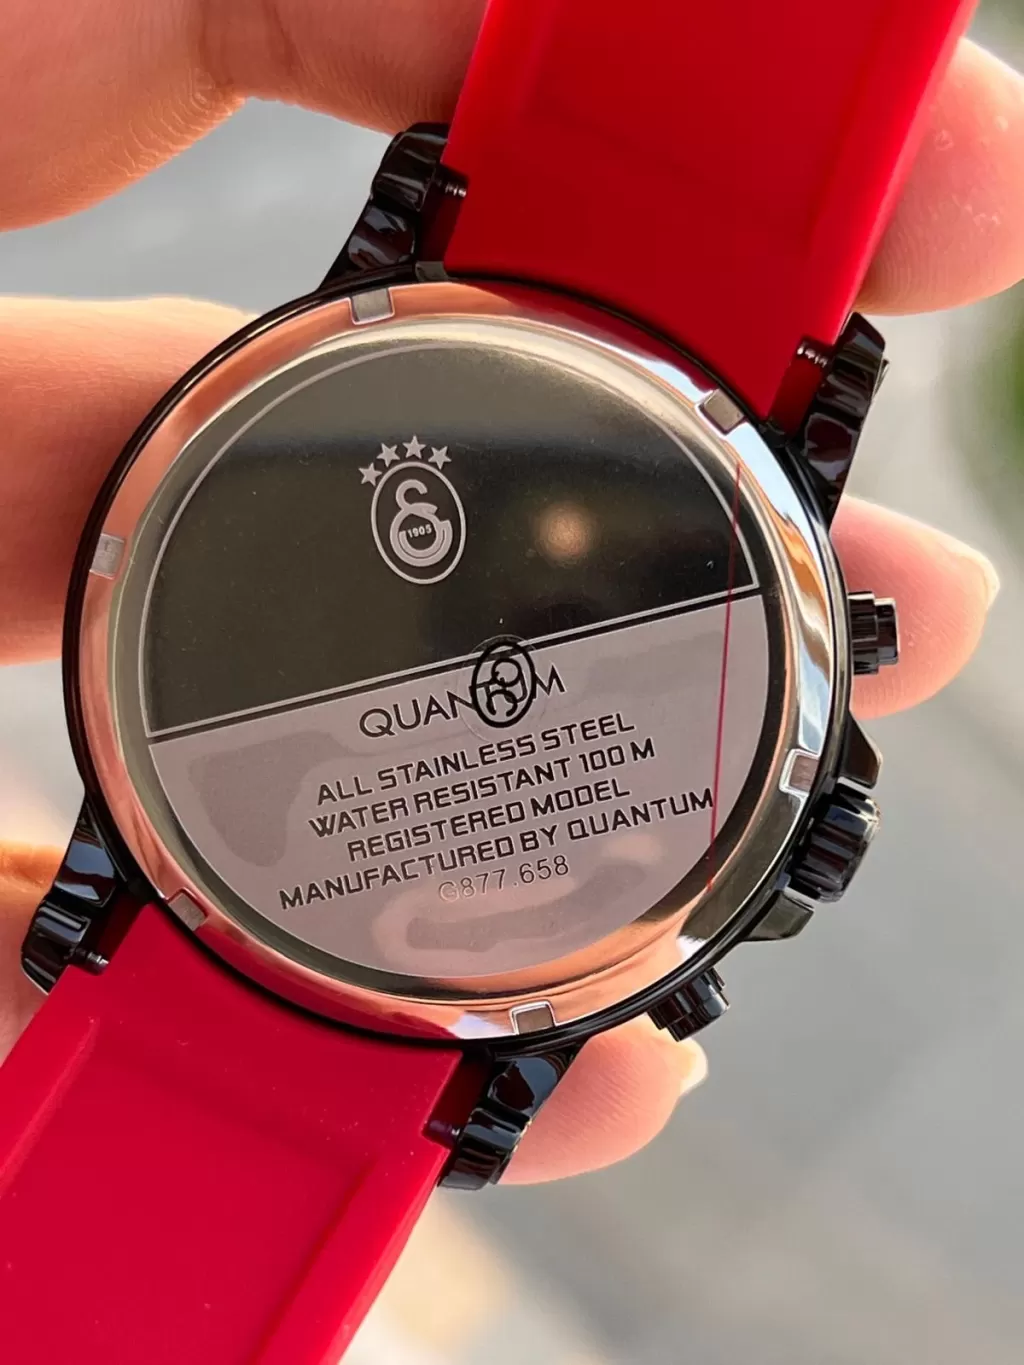 1905
QUANTUM
ALL STAINLESS STEEL
WATER RESISTANT 100 M
REGISTERED MODEL
MANUFACTURED BY QUANTUM
G877.658